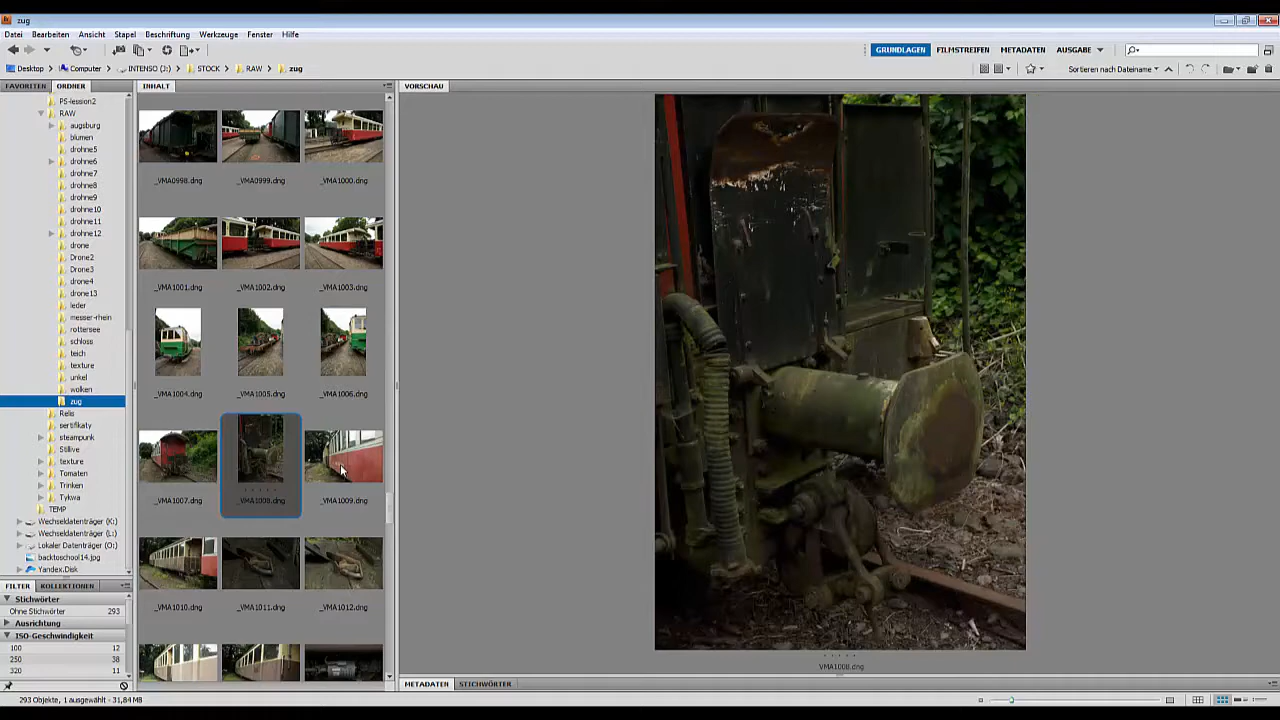 zug
Datei Bearbeiten Ansicht Stapel Beschriftung Werkzeuge Fenster Hilfe
GRUNDLAGEN FILMSTREIFEN METADATEN AUSGABE
Desktop Computer INTENSO (J:) STOCK RAW zug
Sortieren nach Dateiname
FAVORITEN ORDNER
INHALT
VORSCHAU
PS-lession2
RAW
augsburg
blumen
drohne5
drohne6
drohne7
drohne8
drohne9
drohne10
drohne11
drohne12
drone
Drone2
Drone3
drone4
drone13
leder
messer-rhein
rottersee
schloss
teich
texture
unkel
wolken
zug
Relis
sertifikaty
steampunk
Stillive
texture
Tomaten
Trinken
Tykwa
TEMP
Wechseldatenträger (K:)
Wechseldatenträger (L:)
Lokaler Datenträger (O:)
backtoschool14.jpg
Yandex.Disk
FILTER KOLLEKTIONEN
Stichwörter
Ohne Stichwörter 293
Ausrichtung
ISO-Geschwindigkeit
100 12
250 38
320 11
_VMA0998.dng _VMA0999.dng _VMA1000.dng
_VMA1001.dng _VMA1002.dng _VMA1003.dng
_VMA1004.dng _VMA1005.dng _VMA1006.dng
_VMA1007.dng _VMA1008.dng _VMA1009.dng
_VMA1010.dng _VMA1011.dng _VMA1012.dng
_VMA1008.dng
METADATEN STICHWÖRTER
293 Objekte, 1 ausgewählt - 31,84 MB